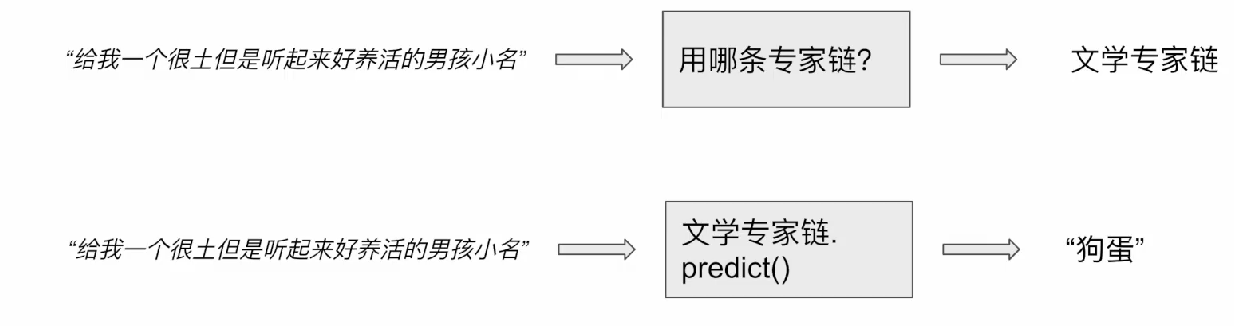 “给我一个很土但是听起来好养活的男孩小名”
用哪条专家链?
文学专家链
“给我一个很土但是听起来好养活的男孩小名”
文学专家链.
predict()
“狗蛋”